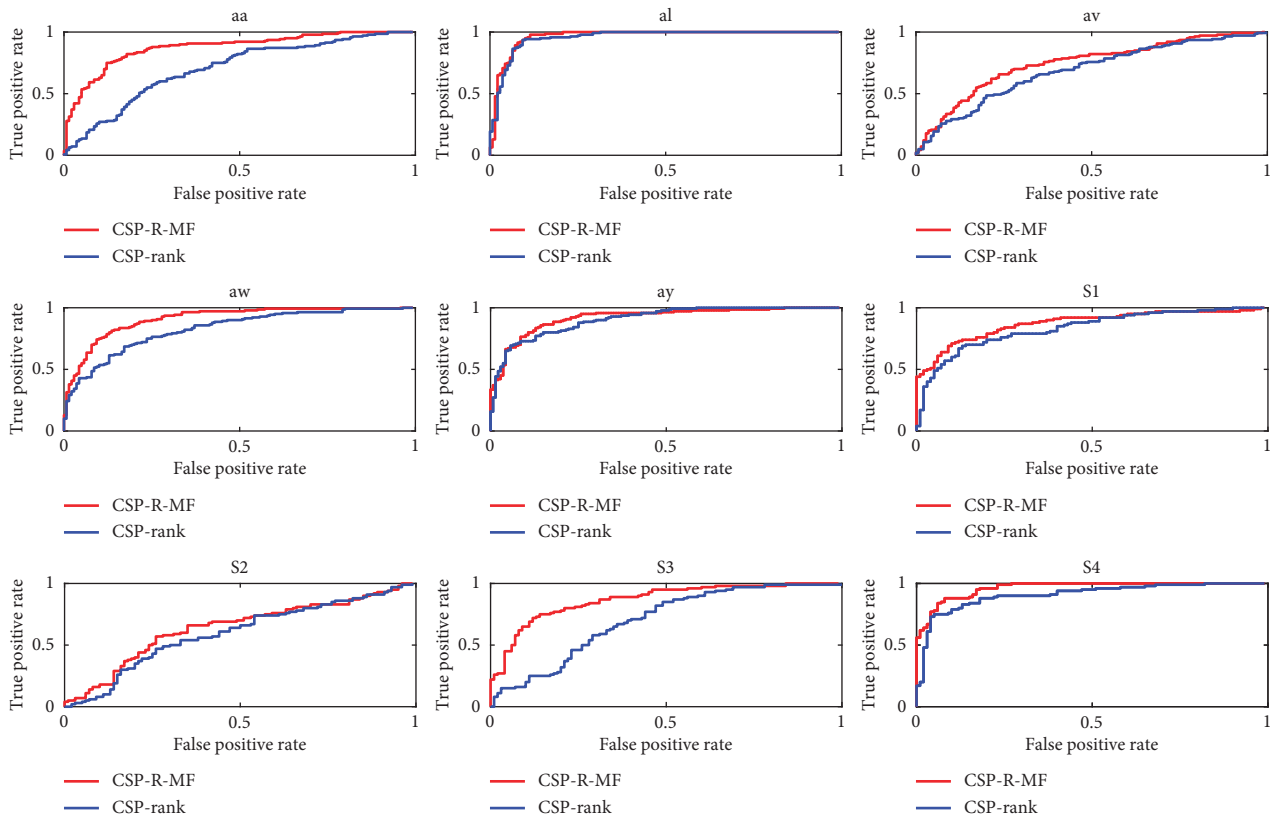 aa
True positive rate
1
0.5
0
0
0.5
1
False positive rate
CSP-R-MF
CSP-rank
al
True positive rate
1
0.5
0
0
0.5
1
False positive rate
CSP-R-MF
CSP-rank
av
True positive rate
1
0.5
0
0
0.5
1
False positive rate
CSP-R-MF
CSP-rank
aw
True positive rate
1
0.5
0
0
0.5
1
False positive rate
CSP-R-MF
CSP-rank
ay
True positive rate
1
0.5
0
0
0.5
1
False positive rate
CSP-R-MF
CSP-rank
S1
True positive rate
1
0.5
0
0
0.5
1
False positive rate
CSP-R-MF
CSP-rank
S2
True positive rate
1
0.5
0
0
0.5
1
False positive rate
CSP-R-MF
CSP-rank
S3
True positive rate
1
0.5
0
0
0.5
1
False positive rate
CSP-R-MF
CSP-rank
S4
True positive rate
1
0.5
0
0
0.5
1
False positive rate
CSP-R-MF
CSP-rank